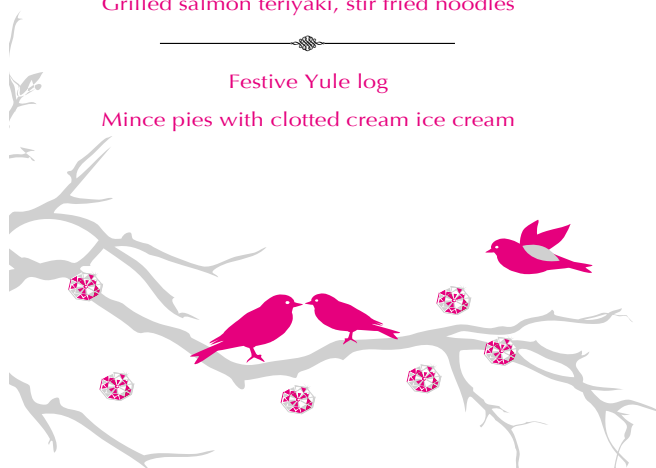 Grilled salmon teriyaki, stir fried noodles
Festive Yule log
Mince pies with clotted cream ice cream